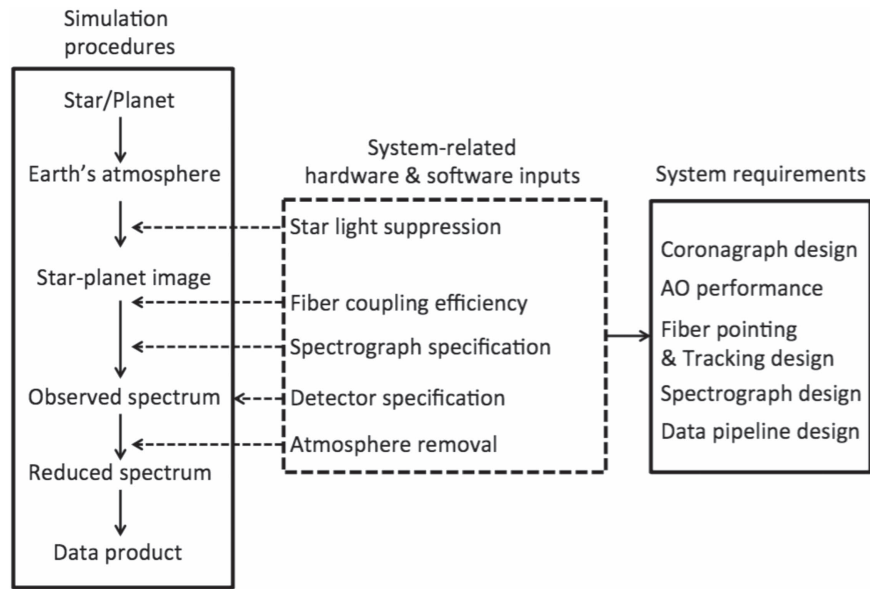 Simulation
procedures
Star/Planet
Earth's atmosphere
Star-planet image
Observed spectrum
Reduced spectrum
Data product
System-related
hardware & software inputs
Star light suppression
Fiber coupling efficiency
Spectrograph specification
Detector specification
Atmosphere removal
System requirements
Coronagraph design
AO performance
Fiber pointing
& Tracking design
Spectrograph design
Data pipeline design